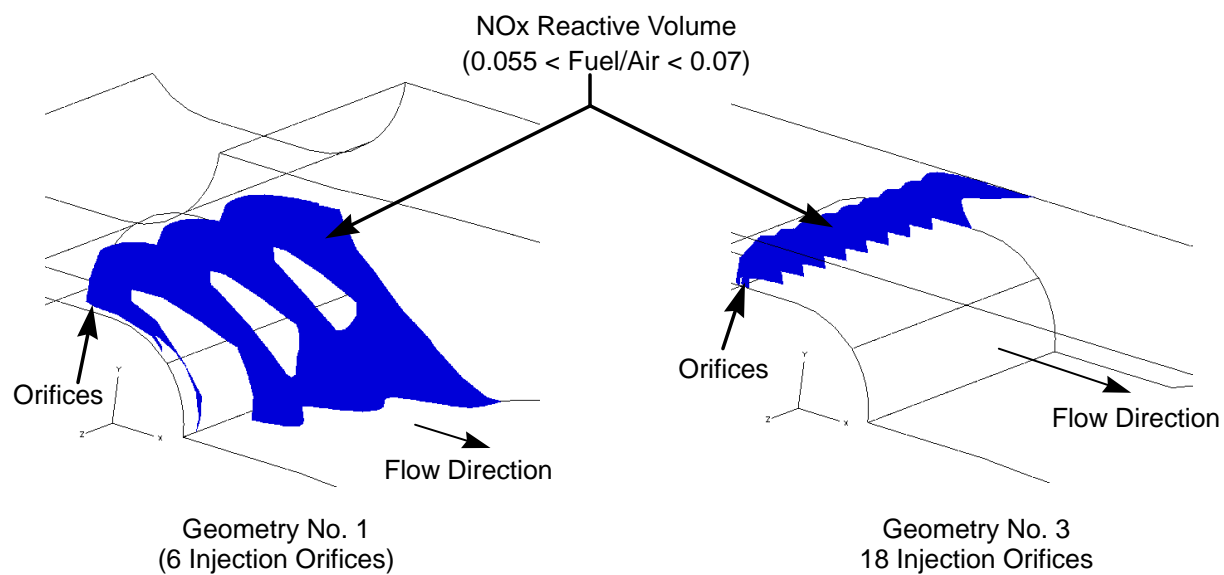 NOx Reactive Volume
(0.055 < Fuel/Air < 0.07)
Orifices
Y
Z
X
Flow Direction
Orifices
Y
Z
X
Flow Direction
Geometry No. 1
(6 Injection Orifices)
Geometry No. 3
18 Injection Orifices